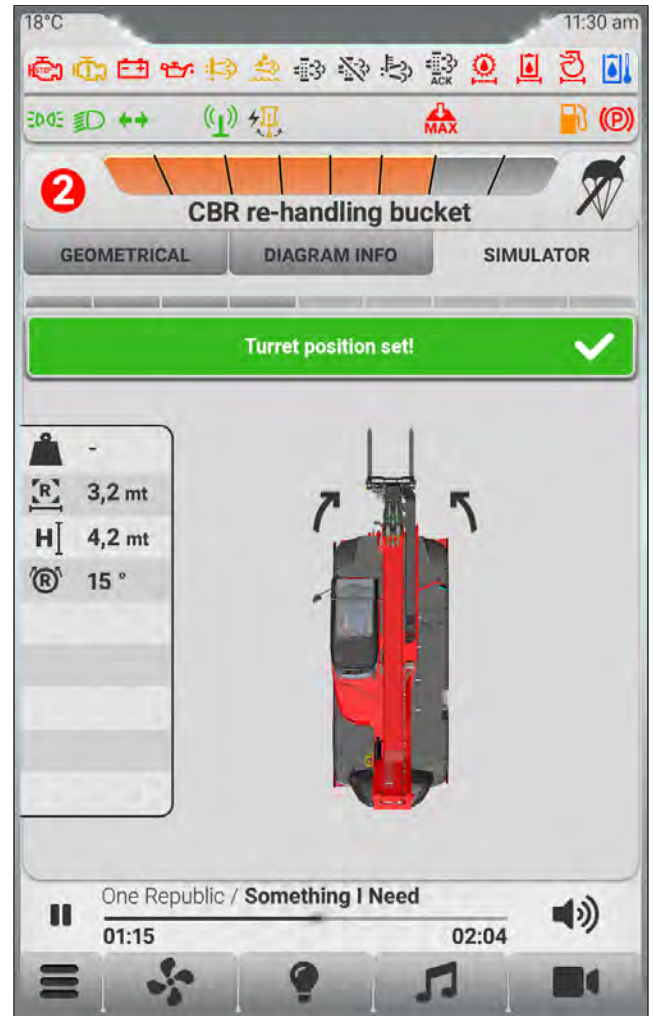 18°C 11:30 am
STOP
ACK
MAX
(P)
2
CBR re-handling bucket
GEOMETRICAL DIAGRAM INFO SIMULATOR
Turret position set!
-
R 3,2 mt
H 4,2 mt
R 15 °
One Republic / Something I Need
01:15 02:04